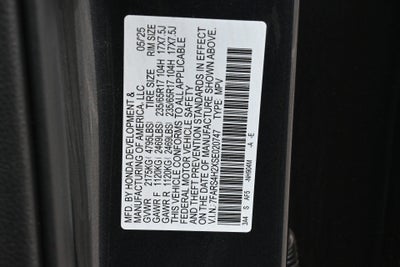 MFD. BY HONDA DEVELOPMENT & 05/25
MANUFACTURING OF AMERICA, LLC
GVWR 2175KG( 4795LBS) TIRE SIZE RIM SIZE
GAWR F 1120KG( 2469LBS) 235/65R17 104H 17X7.5J
GAWR R 1120KG( 2469LBS) 235/65R17 104H 17X7.5J
THIS VEHICLE CONFORMS TO ALL APPLICABLE
FEDERAL MOTOR VEHICLE SAFETY
AND THEFT PREVENTION STANDARDS IN EFFECT
ON THE DATE OF MANUFACTURE SHOWN ABOVE.
V.I.N: 7FARS4H2XSE020747 TYPE: MPV
-A -E
344 S AFS